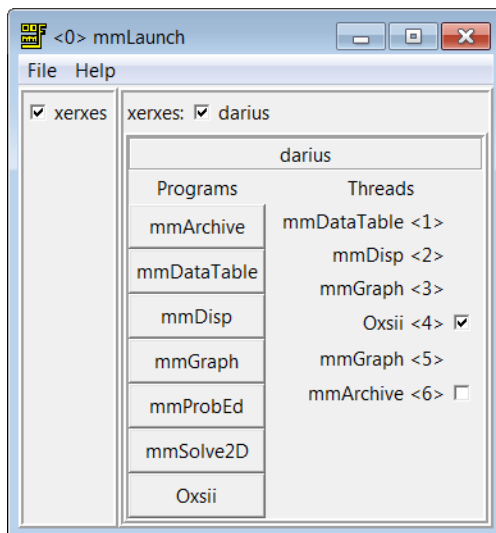 <0> mmLaunch
File Help
xerxes
xerxes: darius
darius
Programs
mmArchive
mmDataTable
mmDisp
mmGraph
mmProbEd
mmSolve2D
Oxsii
Threads
mmDataTable <1>
mmDisp <2>
mmGraph <3>
Oxsii <4>
mmGraph <5>
mmArchive <6>